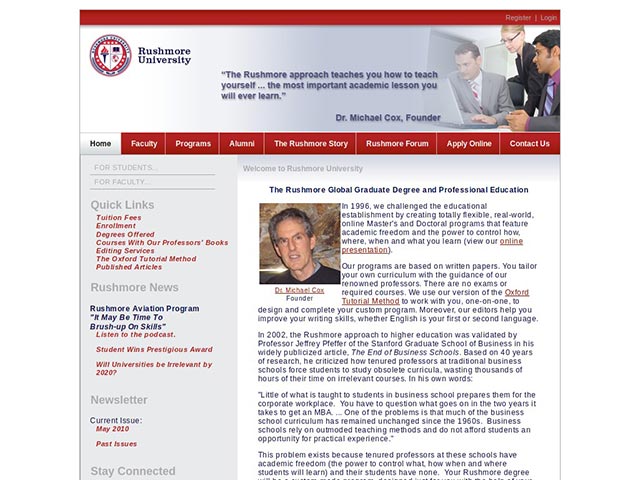 Register | Login
Rushmore
University
"The Rushmore approach teaches you how to teach
yourself ... the most important academic lesson you
will ever learn."
Dr. Michael Cox, Founder
Home Faculty Programs Alumni The Rushmore Story Rushmore Forum Apply Online Contact Us
FOR STUDENTS...
FOR FACULTY...
Quick Links
Tuition Fees
Enrollment
Degrees Offered
Courses With Our Professors' Books
Editing Services
The Oxford Tutorial Method
Published Articles
Rushmore News
Rushmore Aviation Program
"It May Be Time To
Brush-up On Skills"
Listen to the podcast.
Student Wins Prestigious Award
Will Universities be Irrelevant by
2020?
Newsletter
Current Issue:
May 2010
Past Issues
Stay Connected
Welcome to Rushmore University
The Rushmore Global Graduate Degree and Professional Education
In 1996, we challenged the educational
establishment by creating totally flexible, real-world,
online Master's and Doctoral programs that feature
academic freedom and the power to control how,
where, when and what you learn (view our online
presentation).
Dr. Michael Cox
Founder
Our programs are based on written papers. You tailor
your own curriculum with the guidance of our
renowned professors. There are no exams or
required courses. We use our version of the Oxford
Tutorial Method to work with you, one-on-one, to
design and complete your custom program. Moreover, our editors help you
improve your writing skills, whether English is your first or second language.
In 2002, the Rushmore approach to higher education was validated by
Professor Jeffrey Pfeffer of the Stanford Graduate School of Business in his
widely publicized article, The End of Business Schools. Based on 40 years
of research, he criticized how tenured professors at traditional business
schools force students to study obsolete curricula, wasting thousands of
hours of their time on irrelevant courses. In his own words:
"Little of what is taught to students in business school prepares them for the
corporate workplace. You have to question what goes on in the two years it
takes to get an MBA. ... One of the problems is that much of the business
school curriculum has remained unchanged since the 1960s. Business
schools rely on outmoded teaching methods and do not afford students an
opportunity for practical experience."
This problem exists because tenured professors at these schools have
academic freedom (the power to control what, how when and where
students will learn) and their students have none. Your Rushmore degree